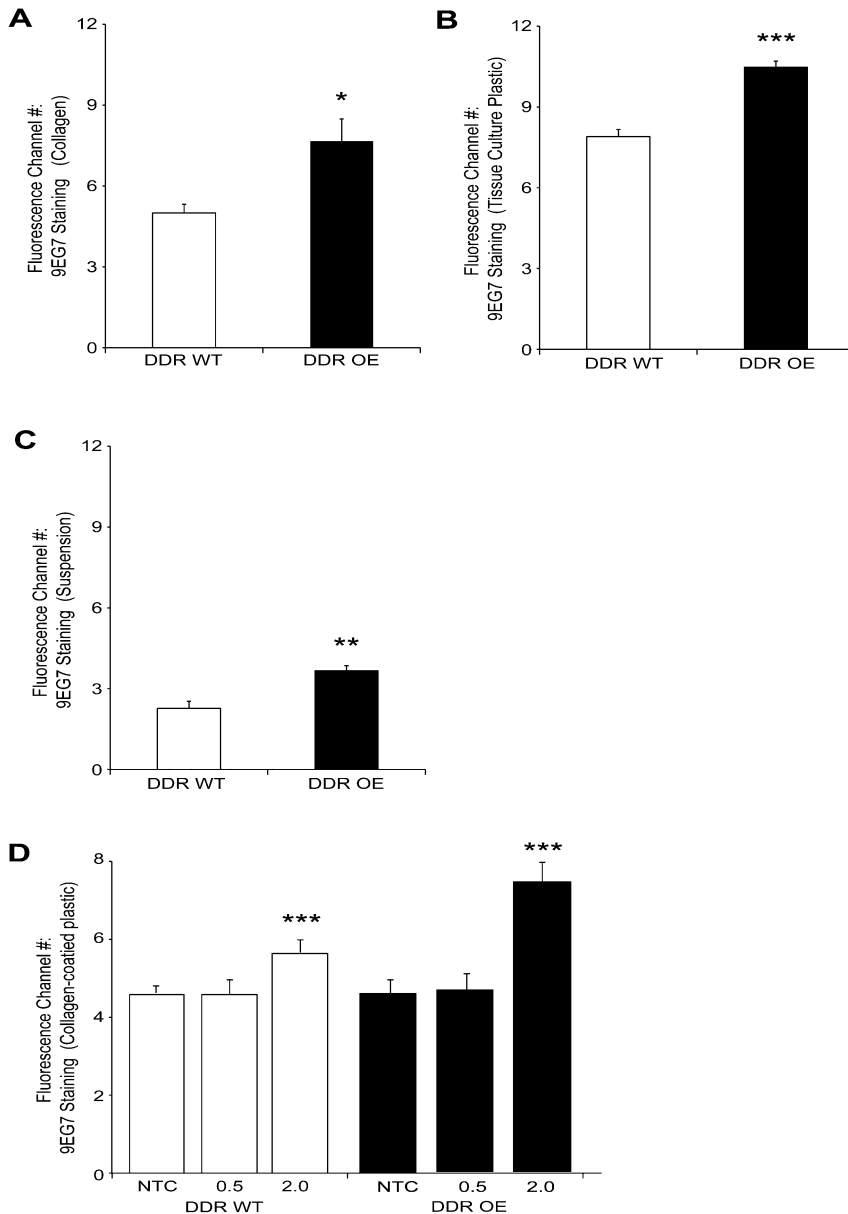 A
Fluorescence Channel #:
9EG7 Staining (Collagen)
12
9
6
3
0
*
DDR WT
DDR OE
B
Fluorescence Channel #:
9EG7 Staining (Tissue Culture Plastic)
12
9
6
3
0
***
DDR WT
DDR OE
C
Fluorescence Channel #:
9EG7 Staining (Suspension)
12
9
6
3
0
**
DDR WT
DDR OE
D
Fluorescence Channel #:
9EG7 Staining (Collagen-coatied plastic)
8
6
4
2
0
***
***
NTC 0.5 2.0 NTC 0.5 2.0
DDR WT DDR OE